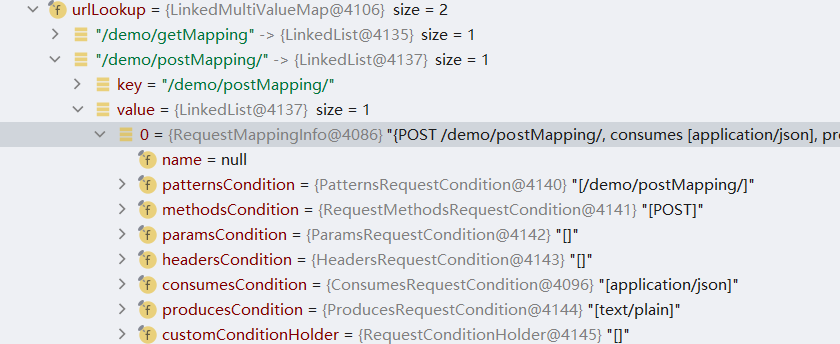 urlLookup = {LinkedMultiValueMap@4106} size = 2
"/demo/getMapping" -> {LinkedList@4135} size = 1
"/demo/postMapping/" -> {LinkedList@4137} size = 1
key = "/demo/postMapping/"
value = {LinkedList@4137} size = 1
0 = {RequestMappingInfo@4086} "{POST /demo/postMapping/, consumes [application/json], pro
f name = null
f patternsCondition = {PatternsRequestCondition@4140} "[/demo/postMapping/]"
f methodsCondition = {RequestMethodsRequestCondition@4141} "[POST]"
f paramsCondition = {ParamsRequestCondition@4142} "[]"
f headersCondition = {HeadersRequestCondition@4143} "[]"
f consumesCondition = {ConsumesRequestCondition@4096} "[application/json]"
f producesCondition = {ProducesRequestCondition@4144} "[text/plain]"
f customConditionHolder = {RequestConditionHolder@4145} "[]"